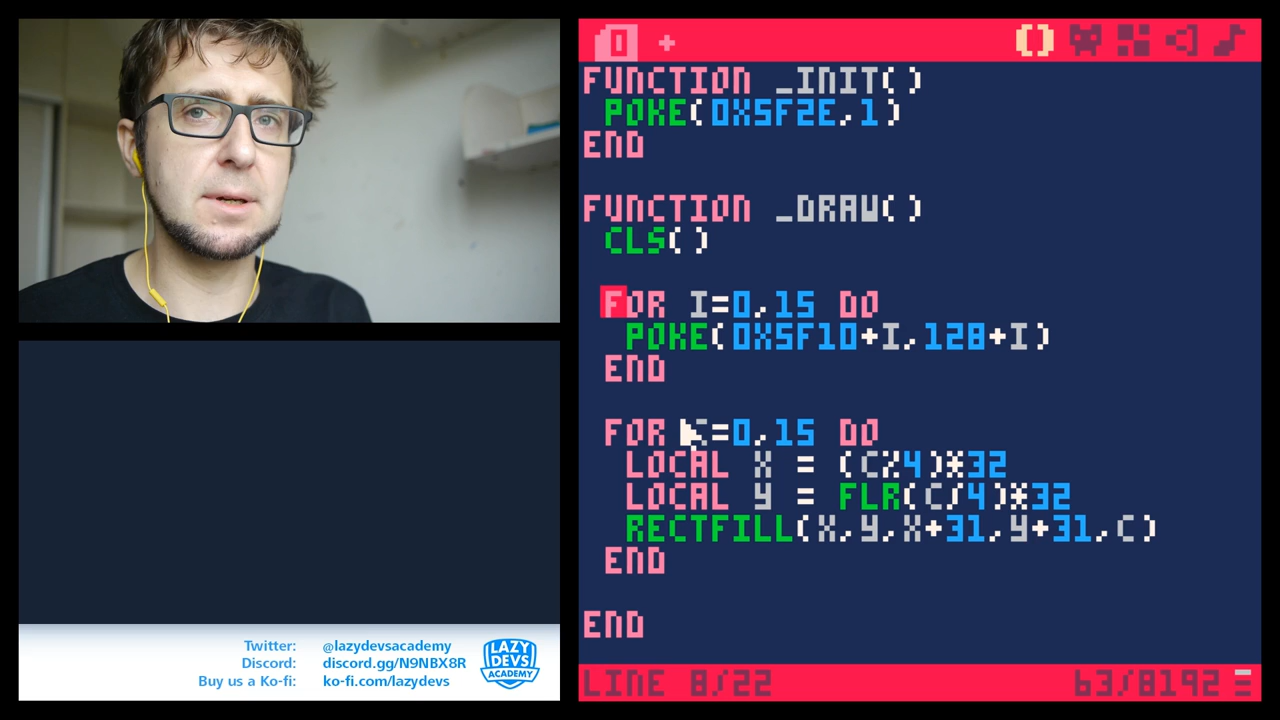 FUNCTION _INIT()
POKE(0X5F2E,1)
END
FUNCTION _DRAW()
CLS()
FOR I=0,15 DO
POKE(0X5F10+I,128+I)
END
FOR C=0,15 DO
LOCAL X = (C%4)*32
LOCAL Y = FLR(C/4)*32
RECTFILL(X,Y,X+31,Y+31,C)
END
END
LINE 8/22 63/8192
Twitter: @lazydevsacademy
Discord: discord.gg/N9NBX8R
Buy us a Ko-fi: ko-fi.com/lazydevs
LAZY
DEVS
ACADEMY